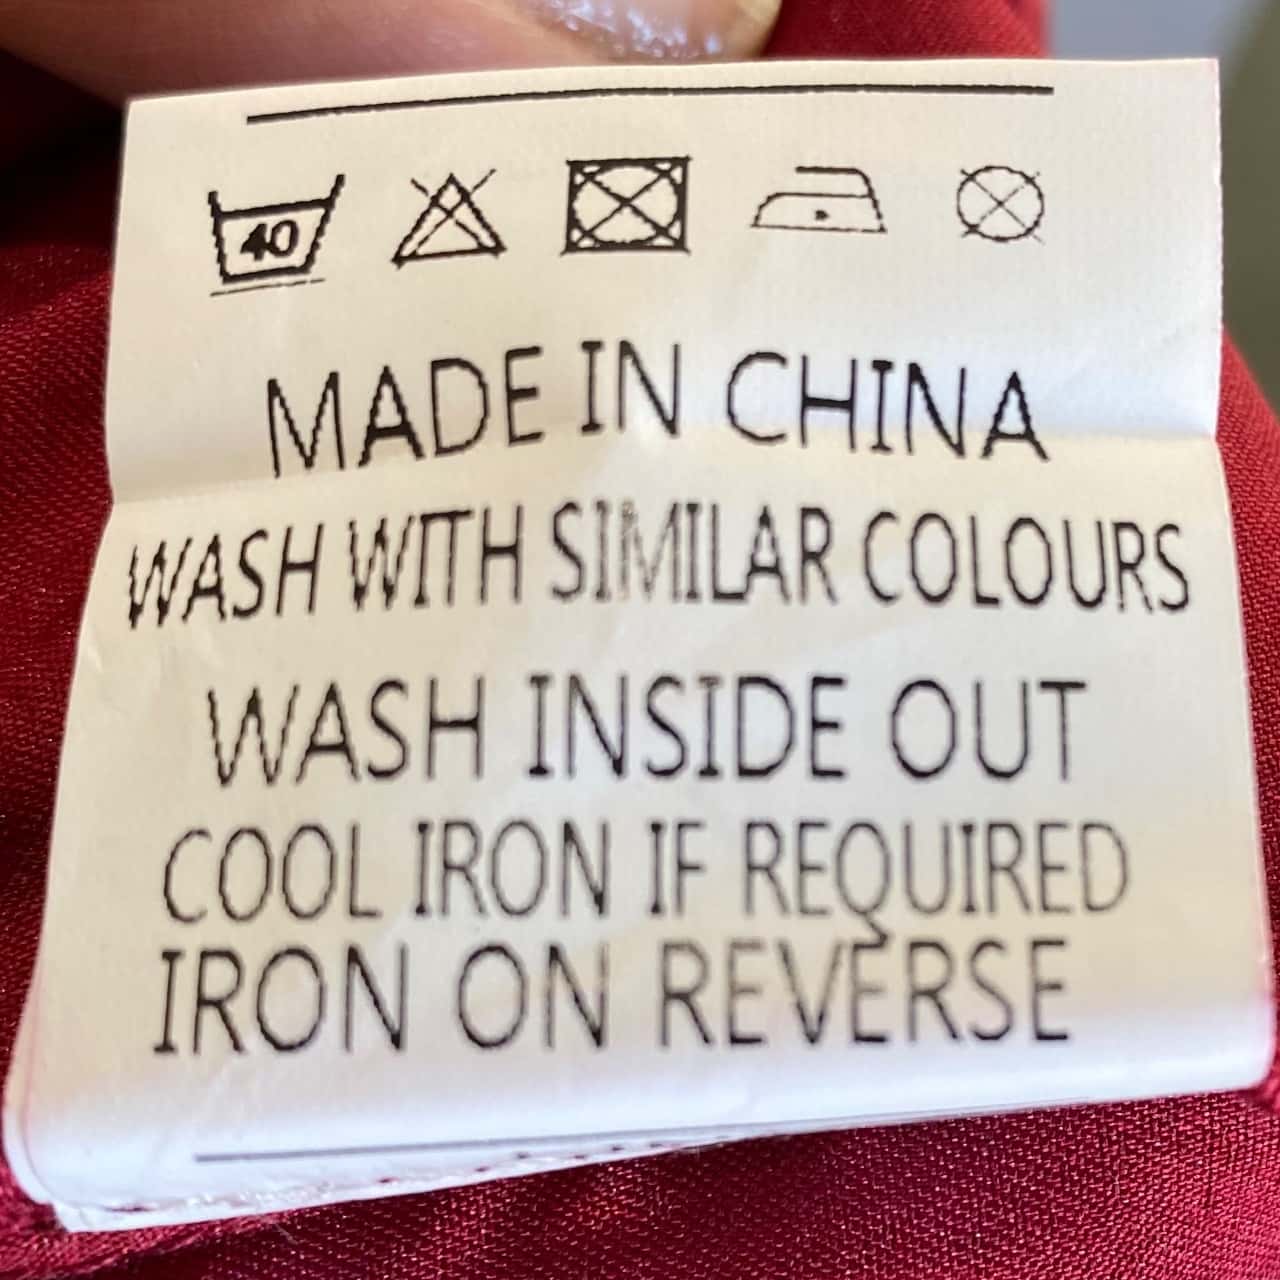 40
MADE IN CHINA
WASH WITH SIMILAR COLOURS
WASH INSIDE OUT
COOL IRON IF REQUIRED
IRON ON REVERSE